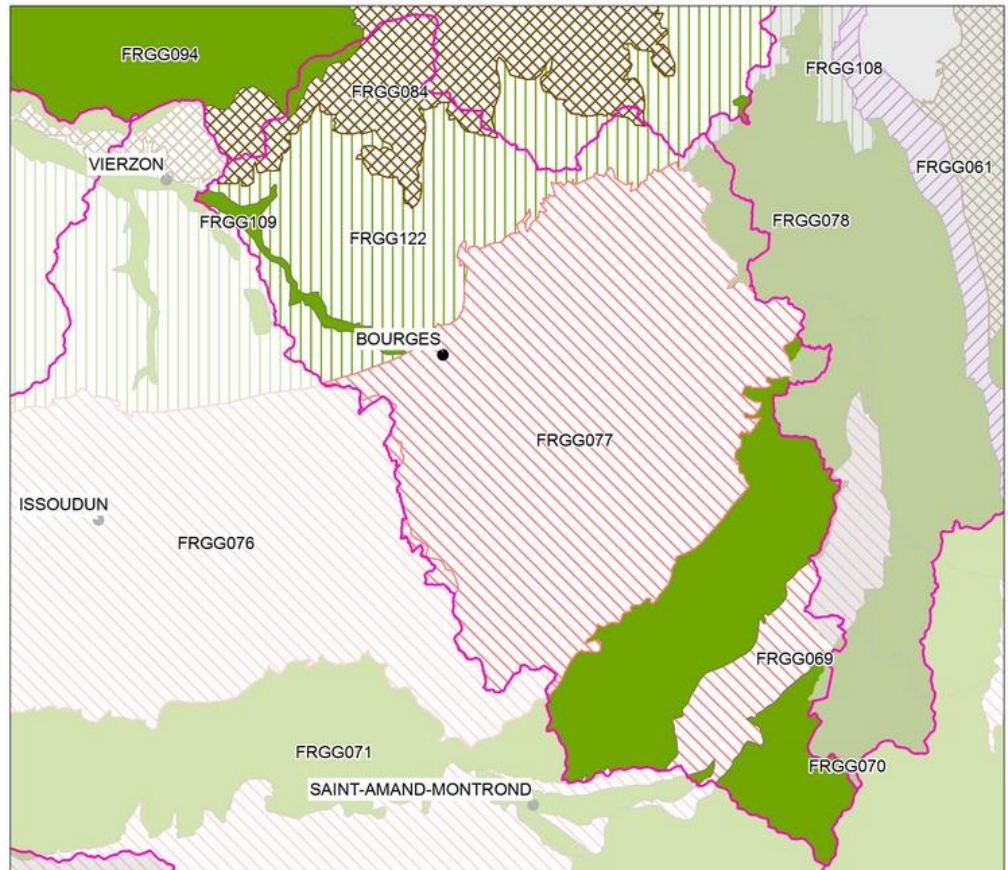 FRGG094
FRGG108
FRGG084
VIERZON
FRGG061
FRGG109
FRGG078
FRGG122
BOURGES
FRGG077
ISSOUDUN
FRGG076
FRGG069
FRGG071
FRGG070
SAINT-AMAND-MONTROND